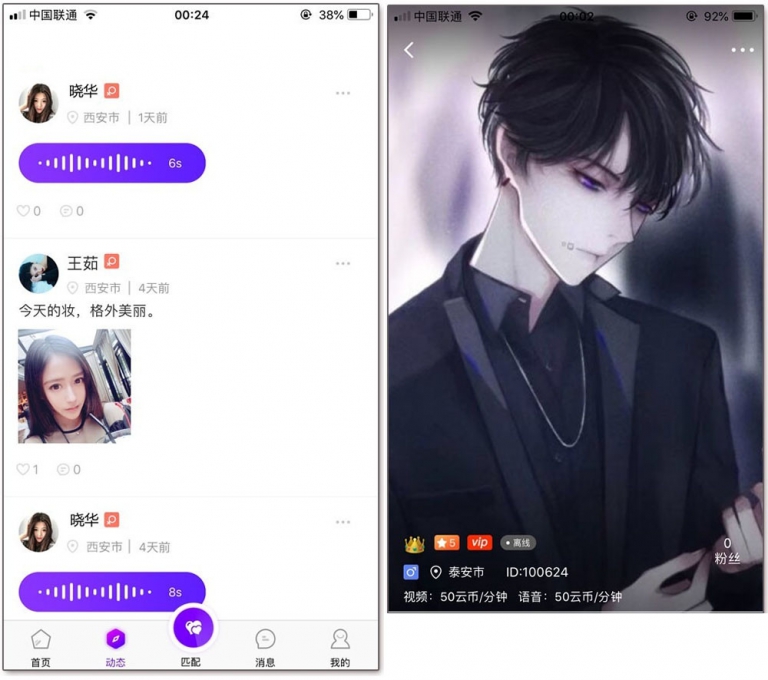 中国联通 00:24 38%
晓华
西安市 | 1天前
6s
0 0
王茹
西安市 | 4天前
今天的妆，格外美丽。
1 0
晓华
西安市 | 4天前
8s
首页 动态 匹配 消息 我的
中国联通 00:02 92%
5 vip 离线
0
粉丝
泰安市 ID:100624
视频：50云币/分钟 语音：50云币/分钟